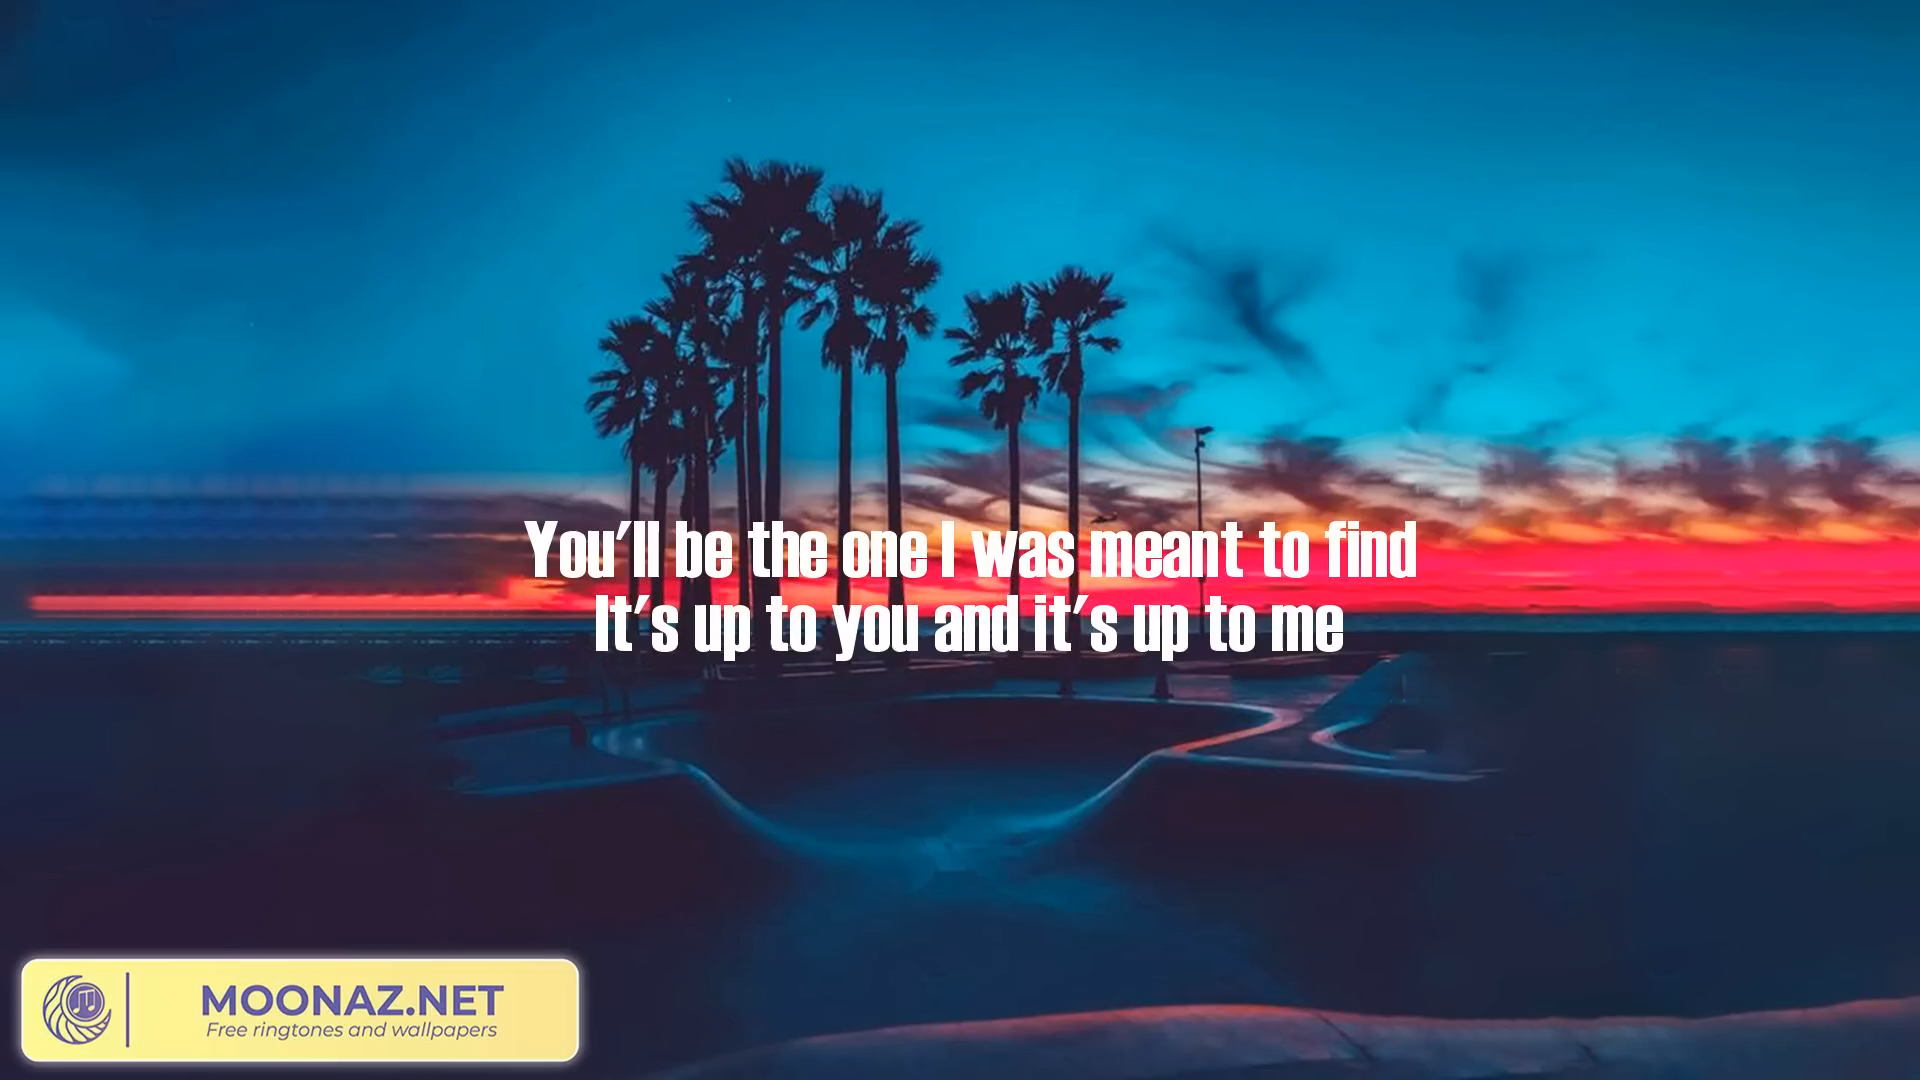 You'll be the one I was meant to find
It's up to you and it's up to me
MOONAZ.NET
Free ringtones and wallpapers